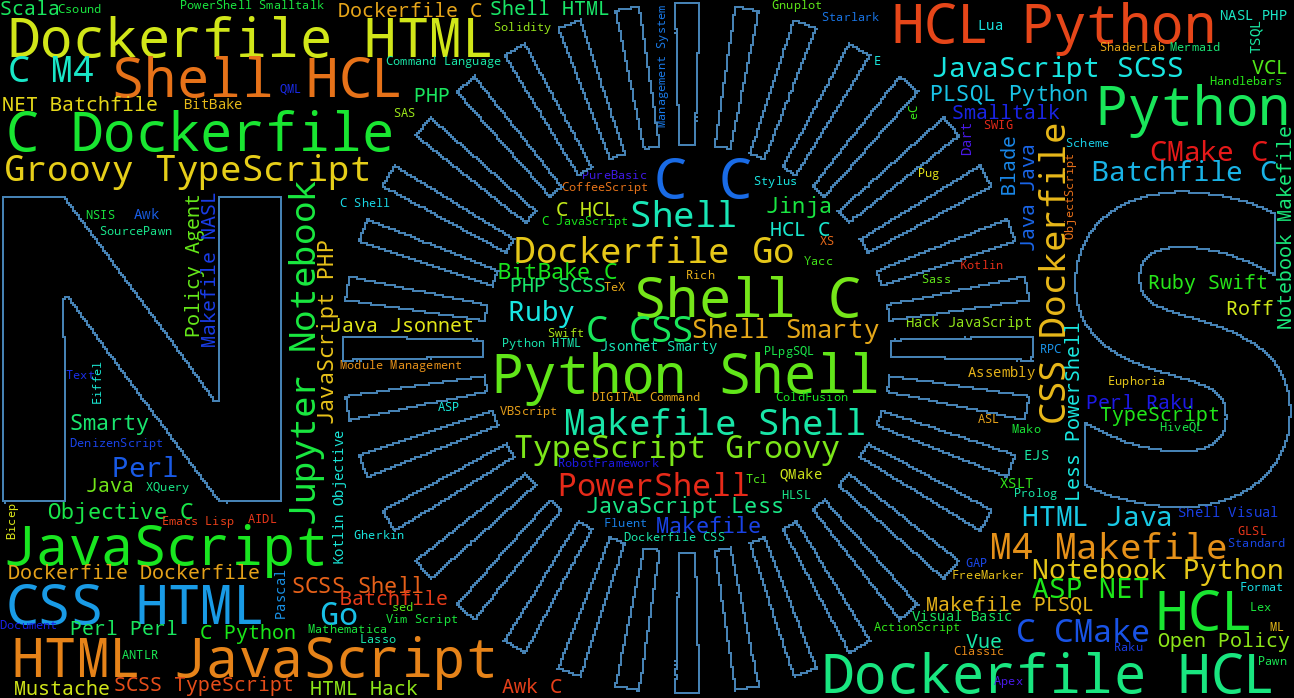 Scala
Csound
PowerShell Smalltalk
Dockerfile C
Shell HTML
Gnuplot
Starlark
HCL Python
Lua
NASL PHP
TSQL
Dockerfile HTML
Solidity
Management System
ShaderLab
Mermaid
C M4
Shell HCL
Command Language
E
JavaScript SCSS
VCL
QML
Handlebars
NET Batchfile
BitBake
PHP
SAS
eC
PLSQL Python
Smalltalk
Python
C Dockerfile
Dart
SWIG
Scheme
CMake C
Groovy TypeScript
PureBasic
CoffeeScript
C C
Stylus
Pug
Blade
Java Java
CSS Dockerfile
ObjectScript
Batchfile C
Notebook Makefile
NSIS
Awk
SourcePawn
Policy Agent
Makefile NASL
Jupyter Notebook
JavaScript PHP
C Shell
C HCL
C JavaScript
Shell
Jinja
HCL C
XS
Dockerfile Go
Yacc
BitBake C
PHP SCSS
TeX
Rich
Kotlin
Sass
Ruby Swift
Roff
Shell C
Ruby
Java Jsonnet
Swift
C CSS
Shell Smarty
Hack JavaScript
Python HTML
Jsonnet Smarty
PLpgSQL
RPC
Module Management
Python Shell
Assembly
Less PowerShell
Euphoria
Text
Eiffel
DIGITAL Command
ColdFusion
ASP
VBScript
Perl Raku
TypeScript
HiveQL
Smarty
Makefile Shell
ASL
Mako
DenizenScript
TypeScript Groovy
Perl
RobotFramework
EJS
Java
XQuery
PowerShell
Tcl
QMake
HLSL
XSLT
Prolog
Kotlin Objective
Objective C
Emacs Lisp
AIDL
Bicep
JavaScript Less
HTML Java
Shell Visual
JavaScript
Fluent
Makefile
Dockerfile CSS
Gherkin
GLSL
Standard
M4 Makefile
Dockerfile Dockerfile
GAP
FreeMarker
Notebook Python
CSS HTML
Pascal
SCSS Shell
Batchfile
ASP NET
Format
Go
sed
Vim Script
Makefile PLSQL
Visual Basic
HCL
Lex
Document
Perl Perl
C Python
Mathematica
Lasso
ActionScript
C CMake
ML
Vue
Classic
Raku
Open Policy
HTML JavaScript
ANTLR
Dockerfile HCL
Pawn
Apex
Mustache
SCSS TypeScript
HTML Hack
Awk C